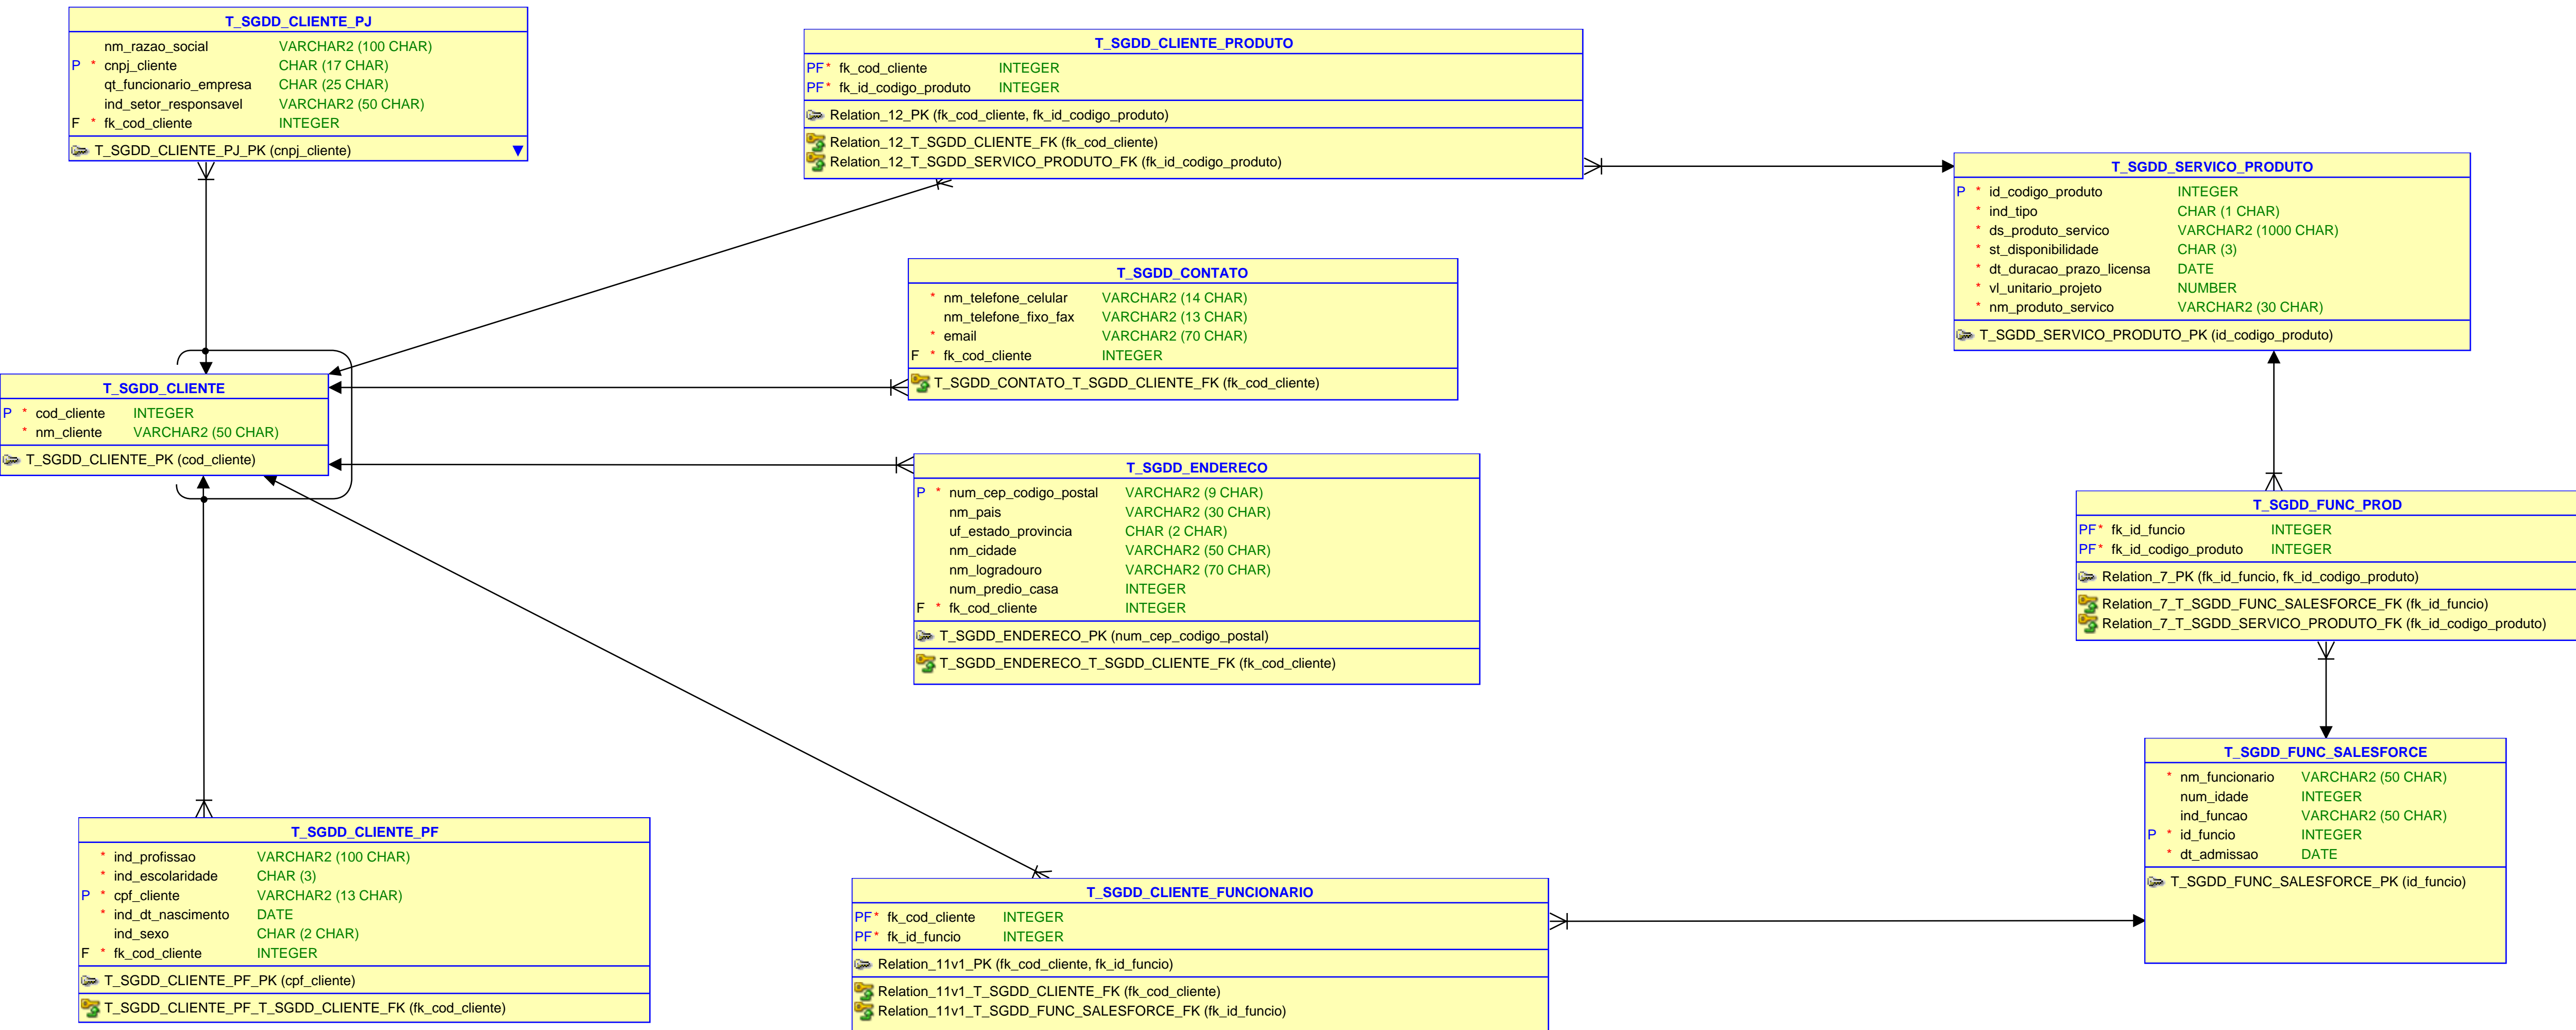 T_SGDD_CLIENTE_PJ
nm_razao_social VARCHAR2 (100 CHAR)
P * cnpj_cliente CHAR (17 CHAR)
qt_funcionario_empresa CHAR (25 CHAR)
ind_setor_responsavel VARCHAR2 (50 CHAR)
F * fk_cod_cliente INTEGER
T_SGDD_CLIENTE_PJ_PK (cnpj_cliente)
T_SGDD_CLIENTE_PRODUTO
PF* fk_cod_cliente INTEGER
PF* fk_id_codigo_produto INTEGER
Relation_12_PK (fk_cod_cliente, fk_id_codigo_produto)
Relation_12_T_SGDD_CLIENTE_FK (fk_cod_cliente)
Relation_12_T_SGDD_SERVICO_PRODUTO_FK (fk_id_codigo_produto)
T_SGDD_SERVICO_PRODUTO
P * id_codigo_produto INTEGER
* ind_tipo CHAR (1 CHAR)
* ds_produto_servico VARCHAR2 (1000 CHAR)
* st_disponibilidade CHAR (3)
* dt_duracao_prazo_licensa DATE
* vl_unitario_projeto NUMBER
* nm_produto_servico VARCHAR2 (30 CHAR)
T_SGDD_SERVICO_PRODUTO_PK (id_codigo_produto)
T_SGDD_CONTATO
* nm_telefone_celular VARCHAR2 (14 CHAR)
nm_telefone_fixo_fax VARCHAR2 (13 CHAR)
* email VARCHAR2 (70 CHAR)
F * fk_cod_cliente INTEGER
T_SGDD_CONTATO_T_SGDD_CLIENTE_FK (fk_cod_cliente)
T_SGDD_CLIENTE
P * cod_cliente INTEGER
* nm_cliente VARCHAR2 (50 CHAR)
T_SGDD_CLIENTE_PK (cod_cliente)
T_SGDD_ENDERECO
P * num_cep_codigo_postal VARCHAR2 (9 CHAR)
nm_pais VARCHAR2 (30 CHAR)
uf_estado_provincia CHAR (2 CHAR)
nm_cidade VARCHAR2 (50 CHAR)
nm_logradouro VARCHAR2 (70 CHAR)
num_predio_casa INTEGER
F * fk_cod_cliente INTEGER
T_SGDD_ENDERECO_PK (num_cep_codigo_postal)
T_SGDD_ENDERECO_T_SGDD_CLIENTE_FK (fk_cod_cliente)
T_SGDD_FUNC_PROD
PF* fk_id_funcio INTEGER
PF* fk_id_codigo_produto INTEGER
Relation_7_PK (fk_id_funcio, fk_id_codigo_produto)
Relation_7_T_SGDD_FUNC_SALESFORCE_FK (fk_id_funcio)
Relation_7_T_SGDD_SERVICO_PRODUTO_FK (fk_id_codigo_produto)
T_SGDD_FUNC_SALESFORCE
* nm_funcionario VARCHAR2 (50 CHAR)
num_idade INTEGER
ind_funcao VARCHAR2 (50 CHAR)
P * id_funcio INTEGER
* dt_admissao DATE
T_SGDD_FUNC_SALESFORCE_PK (id_funcio)
T_SGDD_CLIENTE_PF
* ind_profissao VARCHAR2 (100 CHAR)
* ind_escolaridade CHAR (3)
P * cpf_cliente VARCHAR2 (13 CHAR)
* ind_dt_nascimento DATE
ind_sexo CHAR (2 CHAR)
F * fk_cod_cliente INTEGER
T_SGDD_CLIENTE_PF_PK (cpf_cliente)
T_SGDD_CLIENTE_PF_T_SGDD_CLIENTE_FK (fk_cod_cliente)
T_SGDD_CLIENTE_FUNCIONARIO
PF* fk_cod_cliente INTEGER
PF* fk_id_funcio INTEGER
Relation_11v1_PK (fk_cod_cliente, fk_id_funcio)
Relation_11v1_T_SGDD_CLIENTE_FK (fk_cod_cliente)
Relation_11v1_T_SGDD_FUNC_SALESFORCE_FK (fk_id_funcio)